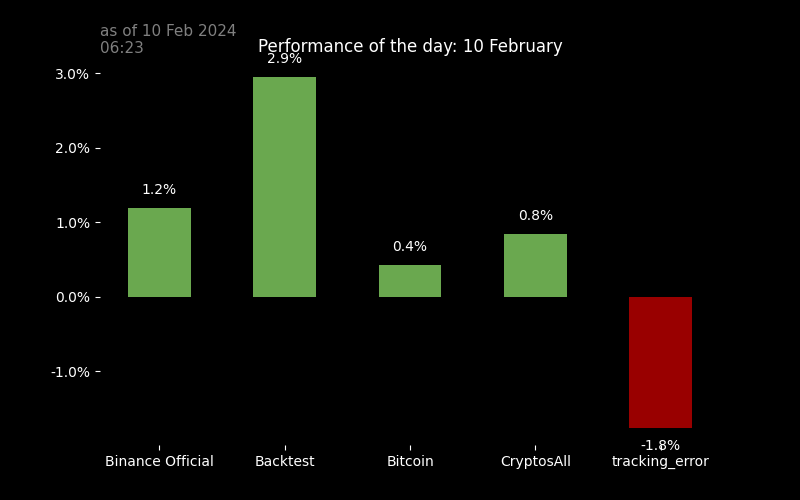 as of 10 Feb 2024
06:23
Performance of the day: 10 February
3.0%
2.0%
1.0%
0.0%
-1.0%
1.2%
2.9%
0.4%
0.8%
-1.8%
Binance Official
Backtest
Bitcoin
CryptosAll
tracking_error